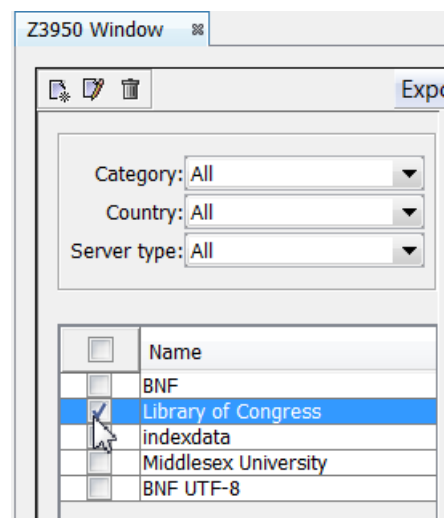 Z3950 Window
Expo
Category: All
Country: All
Server type: All
Name
BNF
Library of Congress
indexdata
Middlesex University
BNF UTF-8